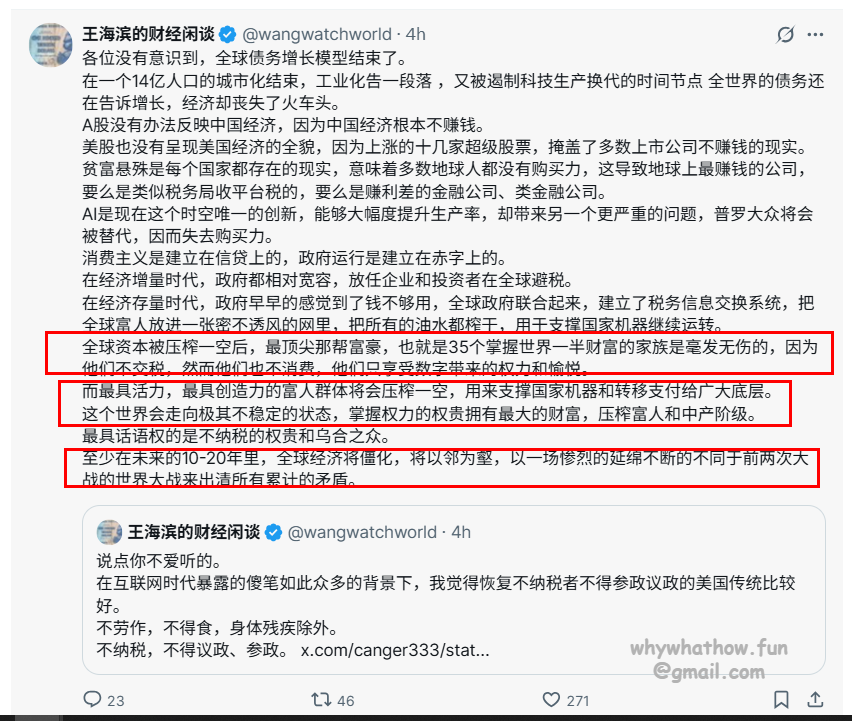 王海滨的财经闲谈 @wangwatchworld · 4h
各位没有意识到，全球债务增长模型结束了。
在一个14亿人口的城市化结束，工业化告一段落 ，又被遏制科技生产换代的时间节点 全世界的债务还
在告诉增长，经济却丧失了火车头。
A股没有办法反映中国经济，因为中国经济根本不赚钱。
美股也没有呈现美国经济的全貌，因为上涨的十几家超级股票，掩盖了多数上市公司不赚钱的现实。
贫富悬殊是每个国家都存在的现实，意味着多数地球人都没有购买力，这导致地球上最赚钱的公司，
要么是类似税务局收平台税的，要么是赚利差的金融公司、类金融公司。
AI是现在这个时空唯一的创新，能够大幅度提升生产率，却带来另一个更严重的问题，普罗大众将会
被替代，因而失去购买力。
消费主义是建立在信贷上的，政府运行是建立在赤字上的。
在经济增量时代，政府都相对宽容，放任企业和投资者在全球避税。
在经济存量时代，政府早早的感觉到了钱不够用，全球政府联合起来，建立了税务信息交换系统，把
全球富人放进一张密不透风的网里，把所有的油水都榨干，用于支撑国家机器继续运转。
全球资本被压榨一空后，最顶尖那帮富豪，也就是35个掌握世界一半财富的家族是毫发无伤的，因为
他们不交税，然而他们也不消费，他们只享受数字带来的权力和愉悦。
而最具活力，最具创造力的富人群体将会压榨一空，用来支撑国家机器和转移支付给广大底层。
这个世界会走向极其不稳定的状态，掌握权力的权贵拥有最大的财富，压榨富人和中产阶级。
最具话语权的是不纳税的权贵和乌合之众。
至少在未来的10-20年里，全球经济将僵化，将以邻为壑，以一场惨烈的延绵不断的不同于前两次大
战的世界大战来出清所有累计的矛盾。
王海滨的财经闲谈 @wangwatchworld · 4h
说点你不爱听的。
在互联网时代暴露的傻笔如此众多的背景下，我觉得恢复不纳税者不得参政议政的美国传统比较
好。
不劳作，不得食，身体残疾除外。
不纳税，不得议政、参政。 x.com/canger333/stat...
whywhathow.fun
@gmail.com
23 46 271